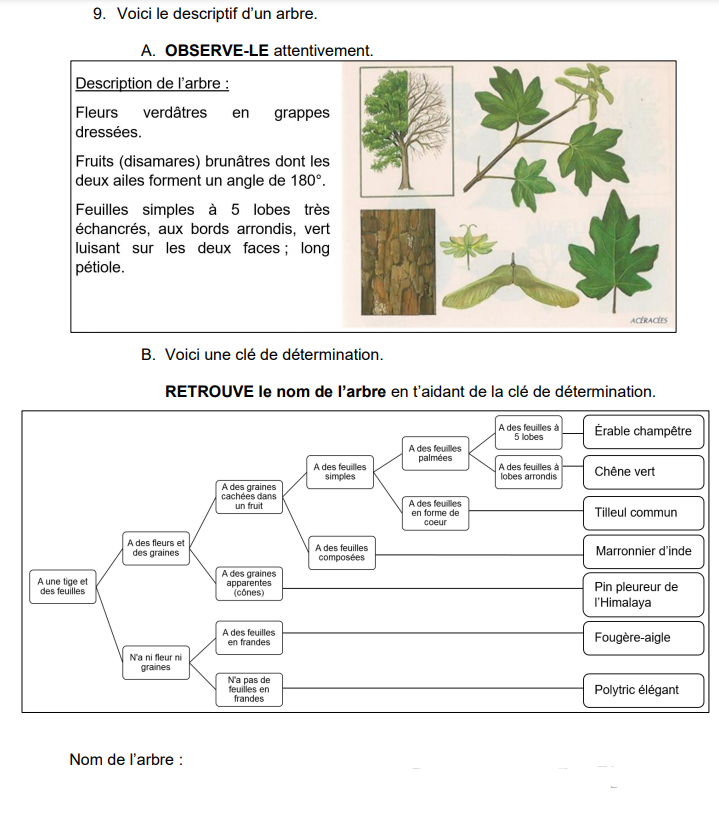 9. Voici le descriptif d'un arbre.
A. OBSERVE-LE attentivement.
Description de l'arbre :
Fleurs verdâtres en grappes
dressées.
Fruits (disamares) brunâtres dont les
deux ailes forment un angle de 180°.
Feuilles simples à 5 lobes très
échancrés, aux bords arrondis, vert
luisant sur les deux faces ; long
pétiole.
ACÉRACÉES
B. Voici une clé de détermination.
RETROUVE le nom de l'arbre en t'aidant de la clé de détermination.
A une tige et
des feuilles
A des fleurs et
des graines
N'a ni fleur ni
graines
A des graines
cachées dans
un fruit
A des graines
apparentes
(cônes)
A des feuilles
en frandes
N'a pas de
feuilles en
frandes
A des feuilles
simples
A des feuilles
composées
A des feuilles
palmées
A des feuilles
en forme de
coeur
A des feuilles à
5 lobes
A des feuilles à
lobes arrondis
Érable champêtre
Chêne vert
Tilleul commun
Marronnier d'inde
Pin pleureur de
l'Himalaya
Fougère-aigle
Polytric élégant
Nom de l'arbre :